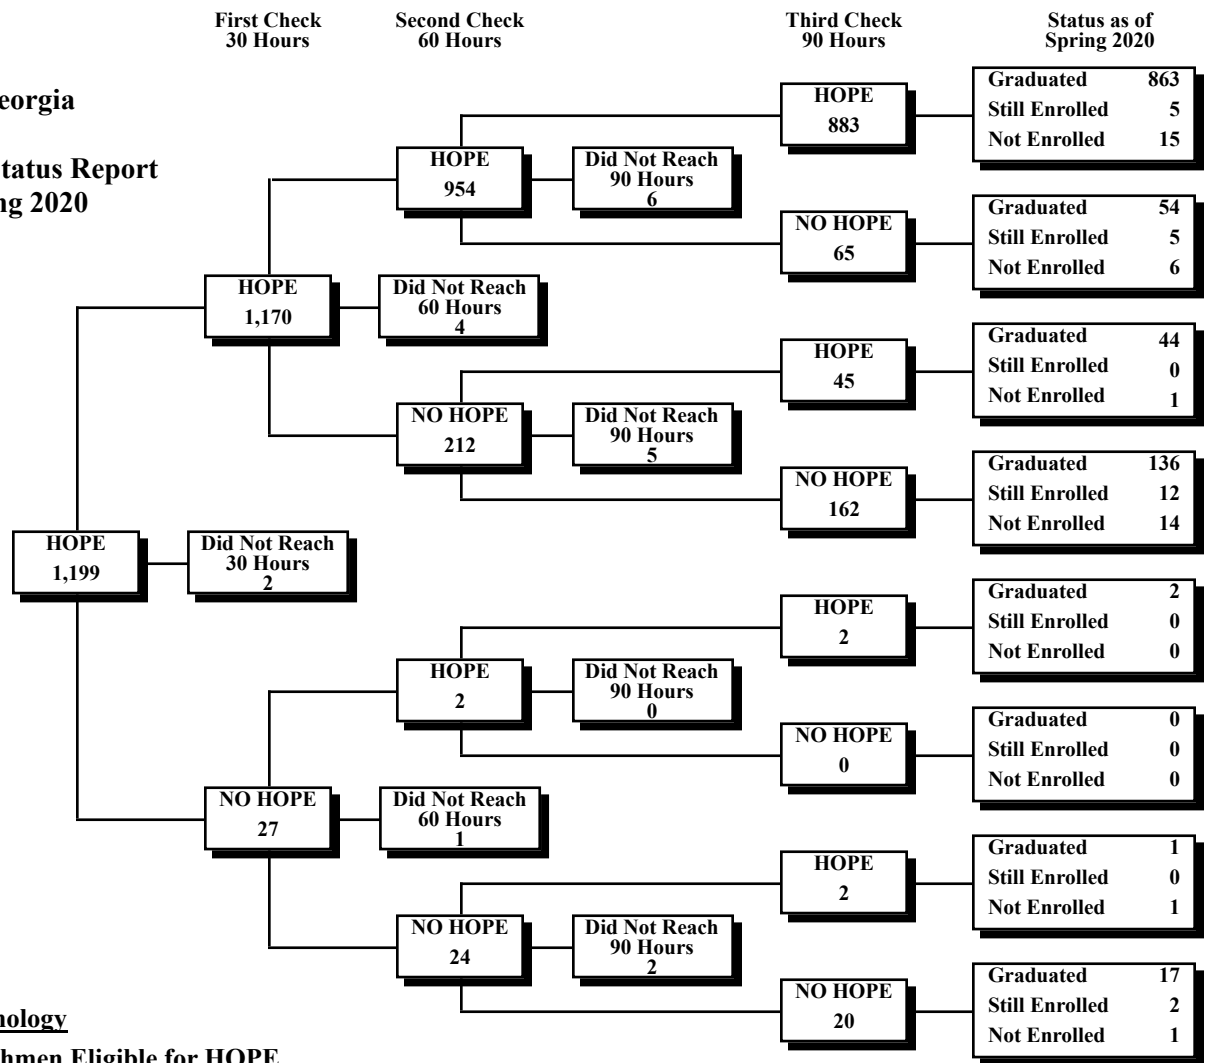 First Check
30 Hours
Second Check
60 Hours
Third Check
90 Hours
Status as of
Spring 2020
Status Report
2020
HOPE
1,199
Did Not Reach
30 Hours
2
HOPE
1,170
Did Not Reach
60 Hours
4
NO HOPE
27
Did Not Reach
60 Hours
1
HOPE
954
Did Not Reach
90 Hours
6
NO HOPE
212
Did Not Reach
90 Hours
5
HOPE
2
Did Not Reach
90 Hours
0
NO HOPE
24
Did Not Reach
90 Hours
2
HOPE
883
Graduated 863
Still Enrolled 5
Not Enrolled 15
NO HOPE
65
Graduated 54
Still Enrolled 5
Not Enrolled 6
HOPE
45
Graduated 44
Still Enrolled 0
Not Enrolled 1
NO HOPE
162
Graduated 136
Still Enrolled 12
Not Enrolled 14
HOPE
2
Graduated 2
Still Enrolled 0
Not Enrolled 0
NO HOPE
0
Graduated 0
Still Enrolled 0
Not Enrolled 0
HOPE
2
Graduated 1
Still Enrolled 0
Not Enrolled 1
NO HOPE
20
Graduated 17
Still Enrolled 2
Not Enrolled 1
Eligible for HOPE